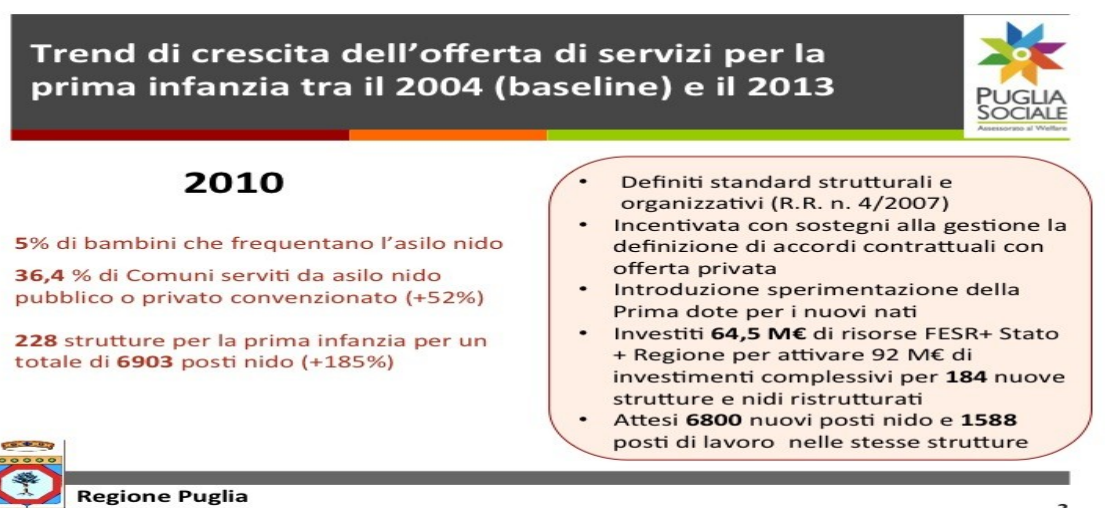 Trend di crescita dell'offerta di servizi per la
prima infanzia tra il 2004 (baseline) e il 2013
PUGLIA
SOCIALE
Assessorato al Welfare
2010
5% di bambini che frequentano l'asilo nido
36,4 % di Comuni serviti da asilo nido
pubblico o privato convenzionato (+52%)
228 strutture per la prima infanzia per un
totale di 6903 posti nido (+185%)
• Definiti standard strutturali e
organizzativi (R.R. n. 4/2007)
• Incentivata con sostegni alla gestione la
definizione di accordi contrattuali con
offerta privata
• Introduzione sperimentazione della
Prima dote per i nuovi nati
• Investiti 64,5 M€ di risorse FESR+ Stato
+ Regione per attivare 92 M€ di
investimenti complessivi per 184 nuove
strutture e nidi ristrutturati
• Attesi 6800 nuovi posti nido e 1588
posti di lavoro nelle stesse strutture
Regione Puglia